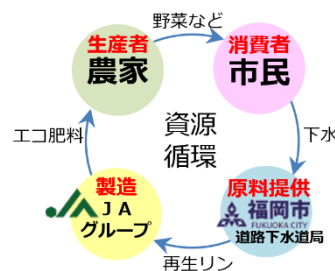 野菜など
生産者
農家
消費者
市民
資源
循環
エコ肥料
下水
製造
JA
グループ
原料提供
福岡市
FUKUOKA CITY
道路下水道局
再生リン